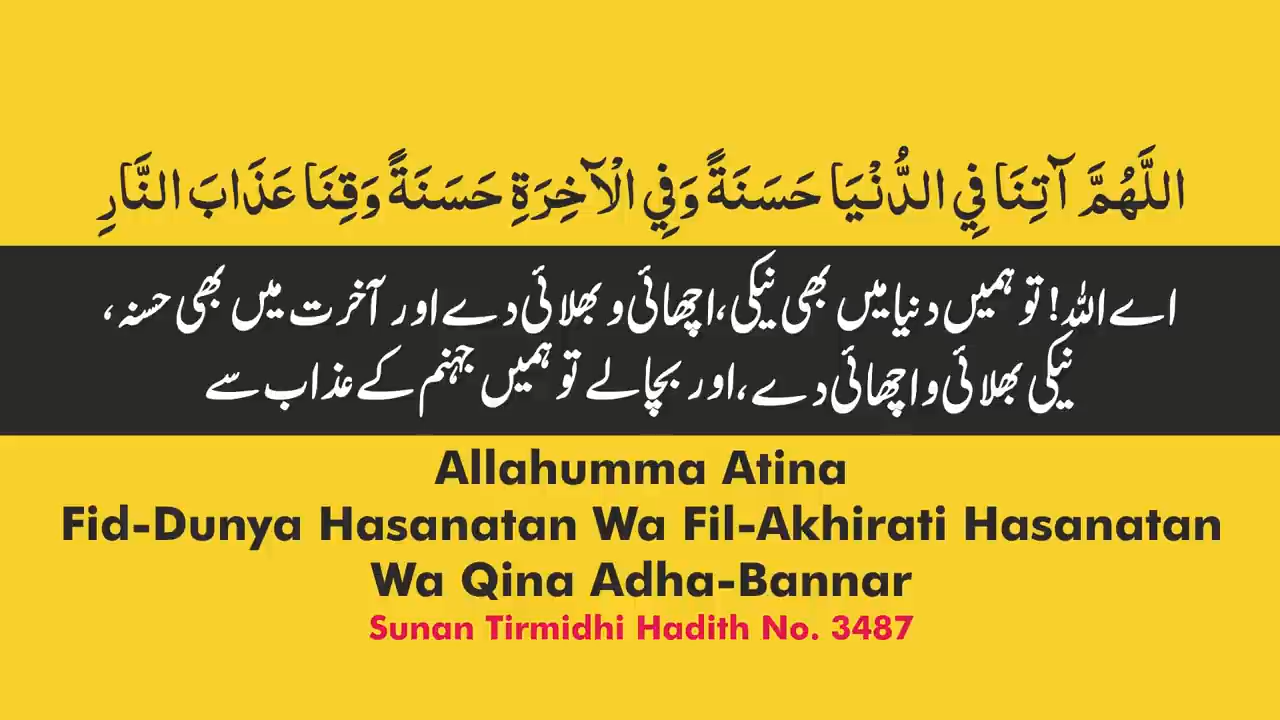 اللَّهُمَّ آتِنَا فِي الدُّنْيَا حَسَنَةً وَفِي الْآخِرَةِ حَسَنَةً وَقِنَا عَذَابَ النَّارِ
اے اللہ! تو ہمیں دنیا میں بھی نیکی، اچھائی و بھلائی دے اور آخرت میں بھی حسنہ،
نیکی بھلائی و اچھائی دے، اور بچالے تو ہمیں جہنم کے عذاب سے
Allahumma Atina
Fid-Dunya Hasanatan Wa Fil-Akhirati Hasanatan
Wa Qina Adha-Bannar
Sunan Tirmidhi Hadith No. 3487